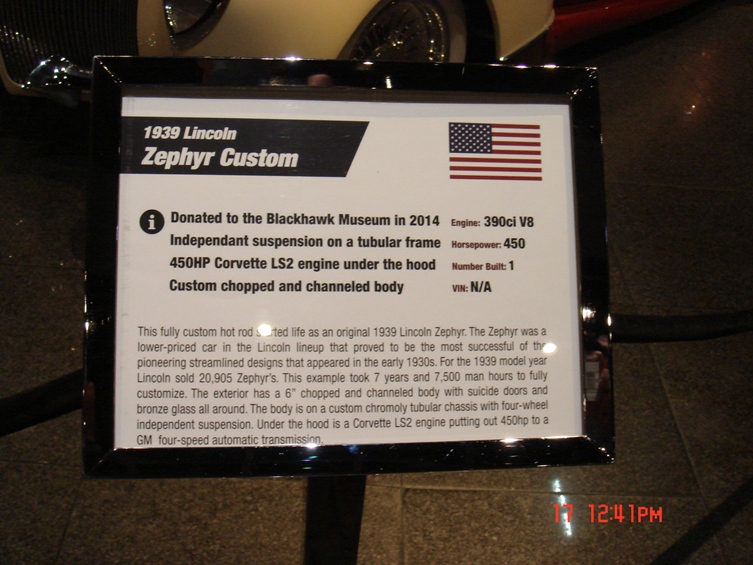 1939 Lincoln
Zephyr Custom
Donated to the Blackhawk Museum in 2014
Independant suspension on a tubular frame
450HP Corvette LS2 engine under the hood
Custom chopped and channeled body
Engine: 390ci V8
Horsepower: 450
Number Built: 1
VIN: N/A
This fully custom hot rod started life as an original 1939 Lincoln Zephyr. The Zephyr was a
lower-priced car in the Lincoln lineup that proved to be the most successful of the
pioneering streamlined designs that appeared in the early 1930s. For the 1939 model year
Lincoln sold 20,905 Zephyr's. This example took 7 years and 7,500 man hours to fully
customize. The exterior has a 6" chopped and channeled body with suicide doors and
bronze glass all around. The body is on a custom chromoly tubular chassis with four-wheel
independent suspension. Under the hood is a Corvette LS2 engine putting out 450hp to a
GM four-speed automatic transmission.
17 12:41PM